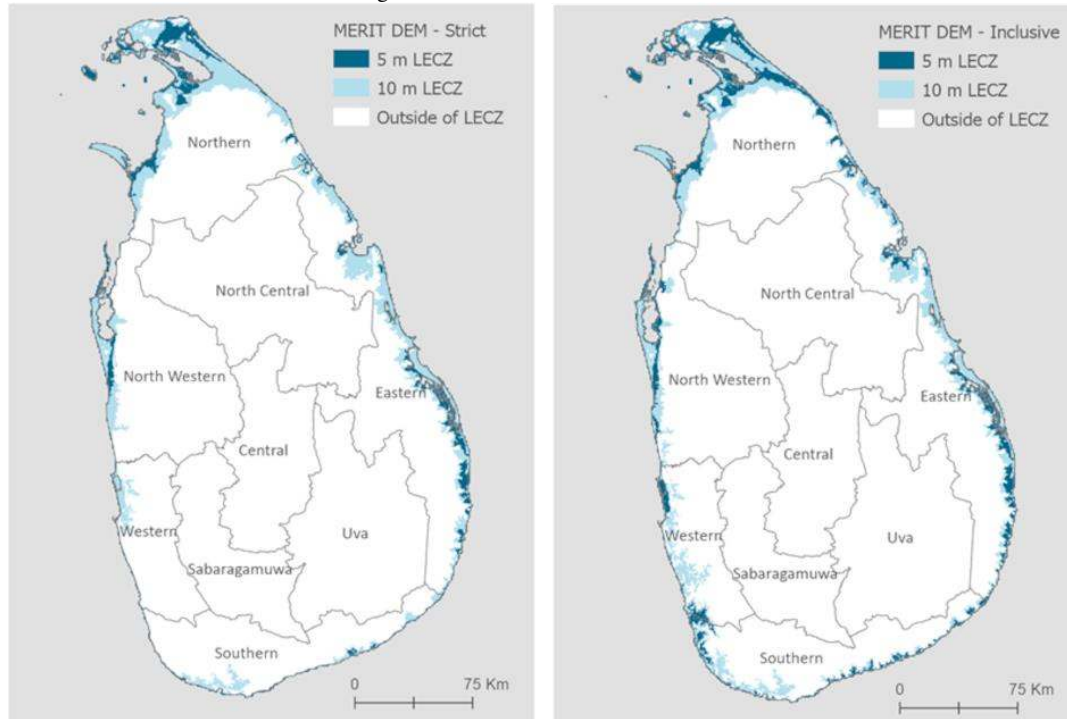 MERIT DEM - Strict
5 m LECZ
10 m LECZ
Outside of LECZ
Northern
North Central
North Western
Eastern
Central
Western
Uva
Sabaragamuwa
Southern
0 75 Km
MERIT DEM - Inclusive
5 m LECZ
10 m LECZ
Outside of LECZ
Northern
North Central
North Western
Eastern
Central
Western
Uva
Sabaragamuwa
Southern
0 75 Km